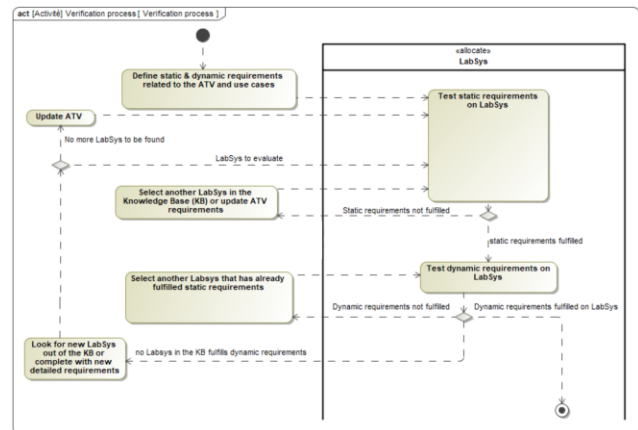 act [Activité] Verification process [ Verification process ]
«allocate»
LabSys
Define static & dynamic requirements
related to the ATV and use cases
Test static requirements
on LabSys
Update ATV
No more LabSys to be found
LabSys to evaluate
Select another LabSys in the
Knowledge Base (KB) or update ATV
requirements
Static requirements not fulfilled
static requirements fulfilled
Select another Labsys that has already
fulfilled static requirements
Test dynamic requirements on
LabSys
Dynamic requirements not fulfilled
Dynamic requirements fulfilled on LabSys
Look for new LabSys
out of the KB or
complete with new
detailed requirements
no Labsys in the KB fulfills dynamic requirements